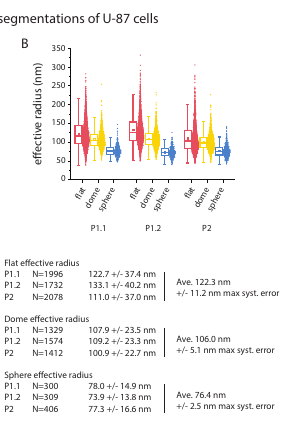 segmentations of U-87 cells
B
effective radius (nm)
350
300
250
200
150
100
50
0
flat dome sphere flat dome sphere flat dome sphere
P1.1 P1.2 P2
Flat effective radius
P1.1 N=1996 122.7 +/- 37.4 nm
P1.2 N=1732 133.1 +/- 40.2 nm
P2 N=2078 111.0 +/- 37.0 nm
Ave. 122.3 nm
+/- 11.2 nm max syst. error
Dome effective radius
P1.1 N=1329 107.9 +/- 23.5 nm
P1.2 N=1574 109.2 +/- 23.3 nm
P2 N=1412 100.9 +/- 22.7 nm
Ave. 106.0 nm
+/- 5.1 nm max syst. error
Sphere effective radius
P1.1 N=300 78.0 +/- 14.9 nm
P1.2 N=309 73.9 +/- 13.8 nm
P2 N=406 77.3 +/- 16.6 nm
Ave. 76.4 nm
+/- 2.5 nm max syst. error